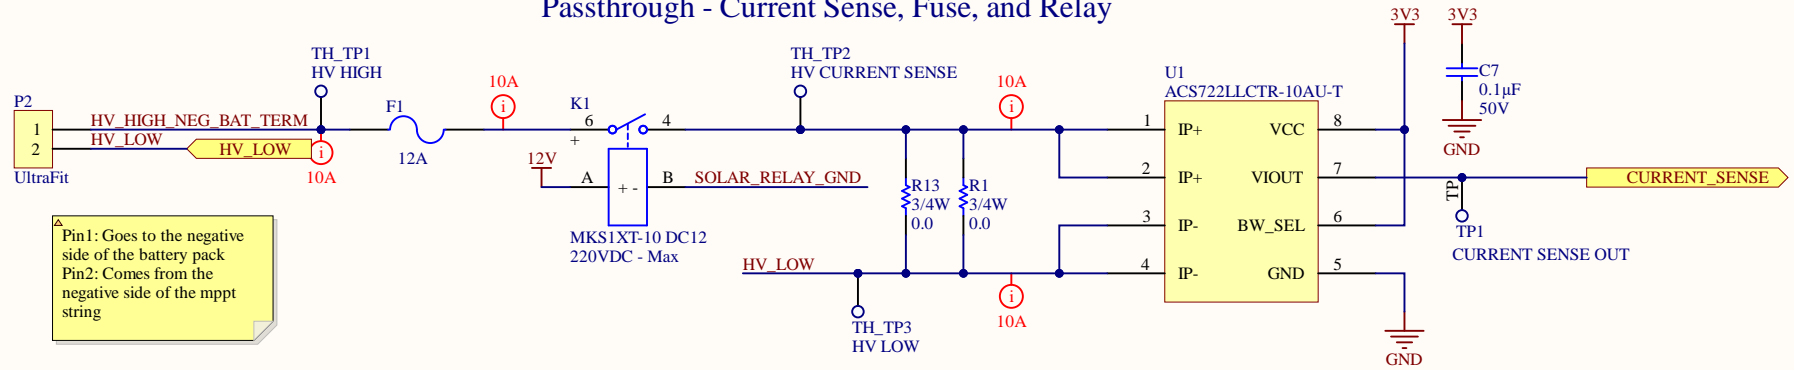 Passthrough - Current Sense, Fuse, and Relay
P2
1
2
UltraFit
HV_HIGH_NEG_BAT_TERM
HV_LOW
HV_LOW
TH_TP1
HV HIGH
i
10A
F1
12A
10A
i
K1
6
4
+
12V
A
+ -
B
SOLAR_RELAY_GND
MKS1XT-10 DC12
220VDC - Max
TH_TP2
HV CURRENT SENSE
R13
3/4W
0.0
R1
3/4W
0.0
10A
i
HV_LOW
TH_TP3
HV LOW
i
10A
U1
ACS722LLCTR-10AU-T
1
IP+
VCC
8
2
IP+
VIOUT
7
3
IP-
BW_SEL
6
4
IP-
GND
5
3V3
3V3
C7
0.1µF
50V
GND
TP
TP1
CURRENT SENSE OUT
CURRENT_SENSE
GND
Pin1: Goes to the negative
side of the battery pack
Pin2: Comes from the
negative side of the mppt
string